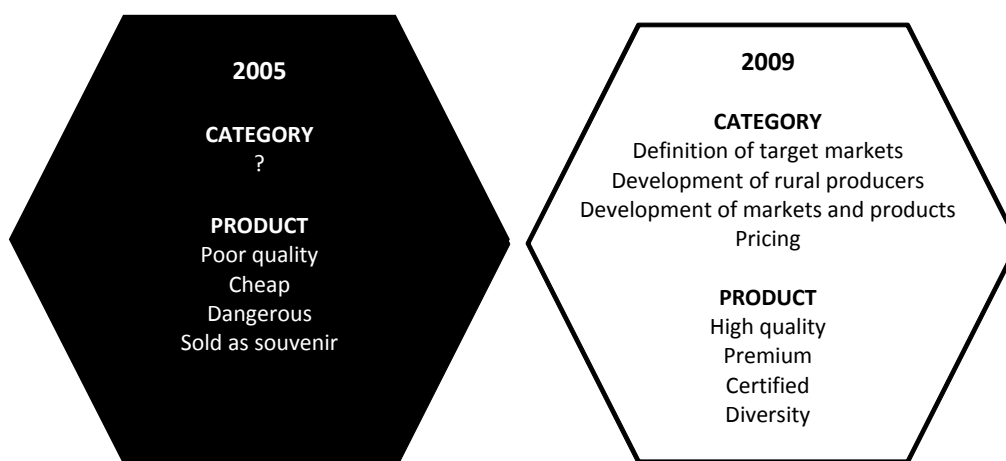 2005
CATEGORY
?
PRODUCT
Poor quality
Cheap
Dangerous
Sold as souvenir
2009
CATEGORY
Definition of target markets
Development of rural producers
Development of markets and products
Pricing
PRODUCT
High quality
Premium
Certified
Diversity